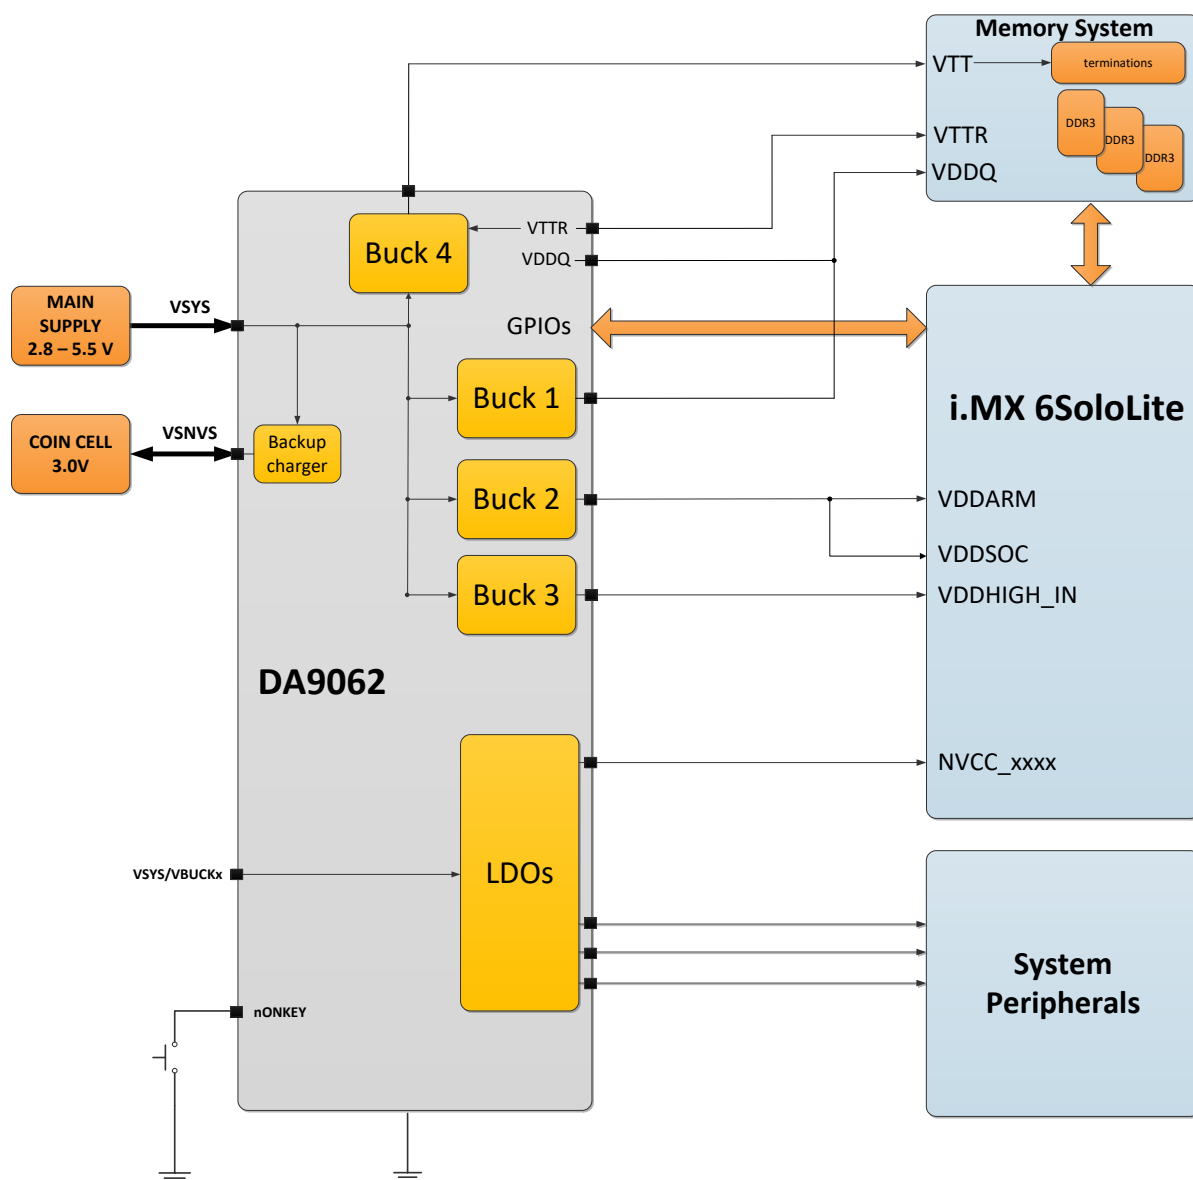 Memory System
VTT
terminations
DDR3
DDR3
DDR3
VTTR
VDDQ
Buck 4
VTTR
VDDQ
MAIN
SUPPLY
2.8 – 5.5 V
VSYS
GPIOs
Buck 1
i.MX 6SoloLite
COIN CELL
3.0V
VSNVS
Backup
charger
Buck 2
VDDARM
VDDSOC
Buck 3
VDDHIGH_IN
DA9062
NVCC_xxxx
VSYS/VBUCKx
LDOs
System
Peripherals
nONKEY